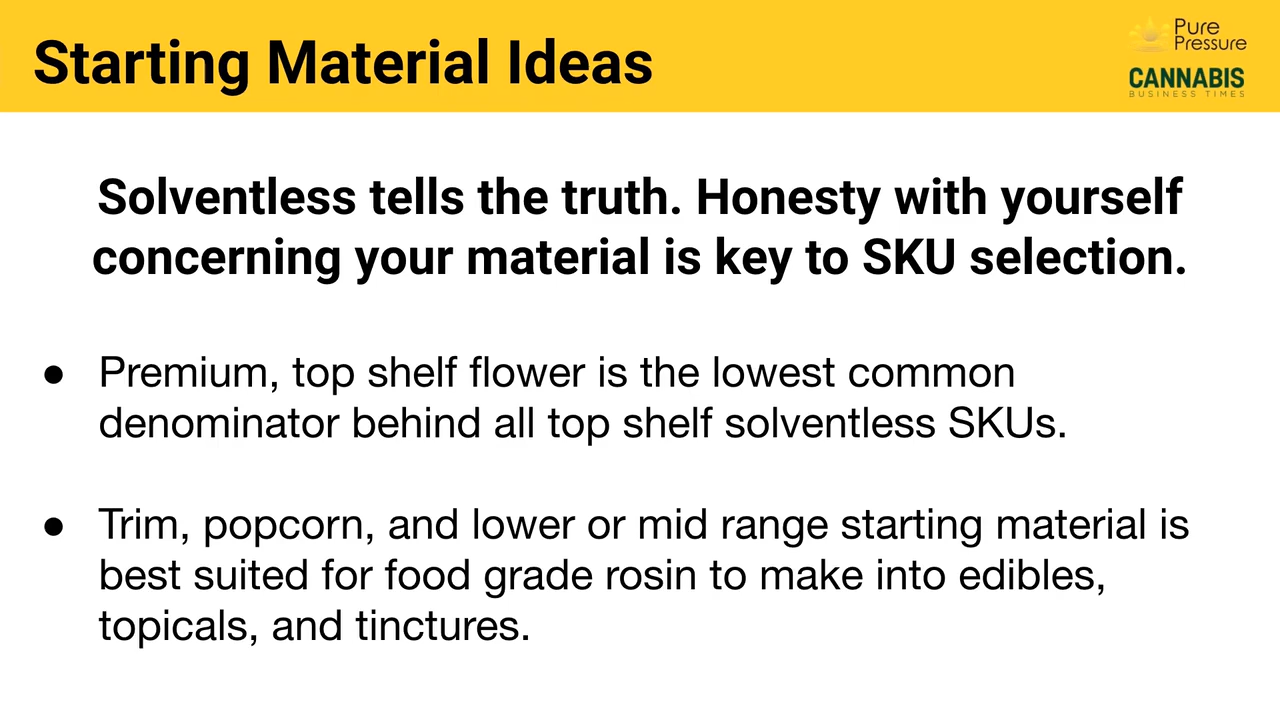 Starting Material Ideas
Pure
Pressure
CANNABIS
BUSINESS TIMES
Solventless tells the truth. Honesty with yourself
concerning your material is key to SKU selection.
● Premium, top shelf flower is the lowest common
denominator behind all top shelf solventless SKUs.
● Trim, popcorn, and lower or mid range starting material is
best suited for food grade rosin to make into edibles,
topicals, and tinctures.